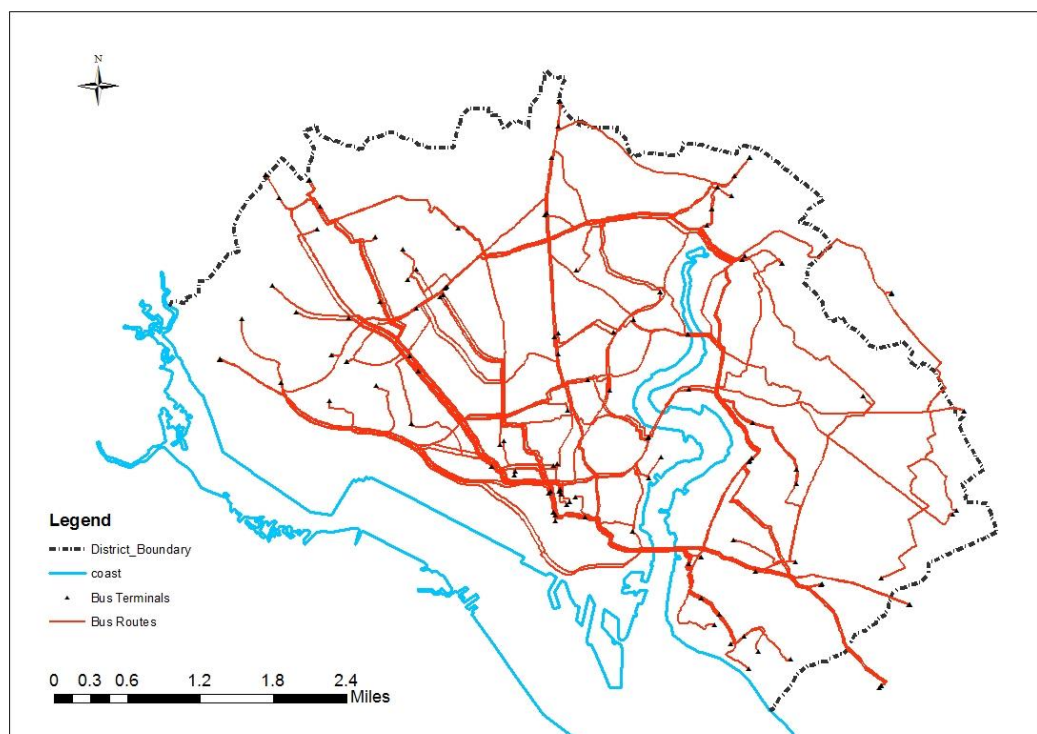 N
Legend
District_Boundary
coast
Bus Terminals
Bus Routes
0 0.3 0.6 1.2 1.8 2.4
Miles